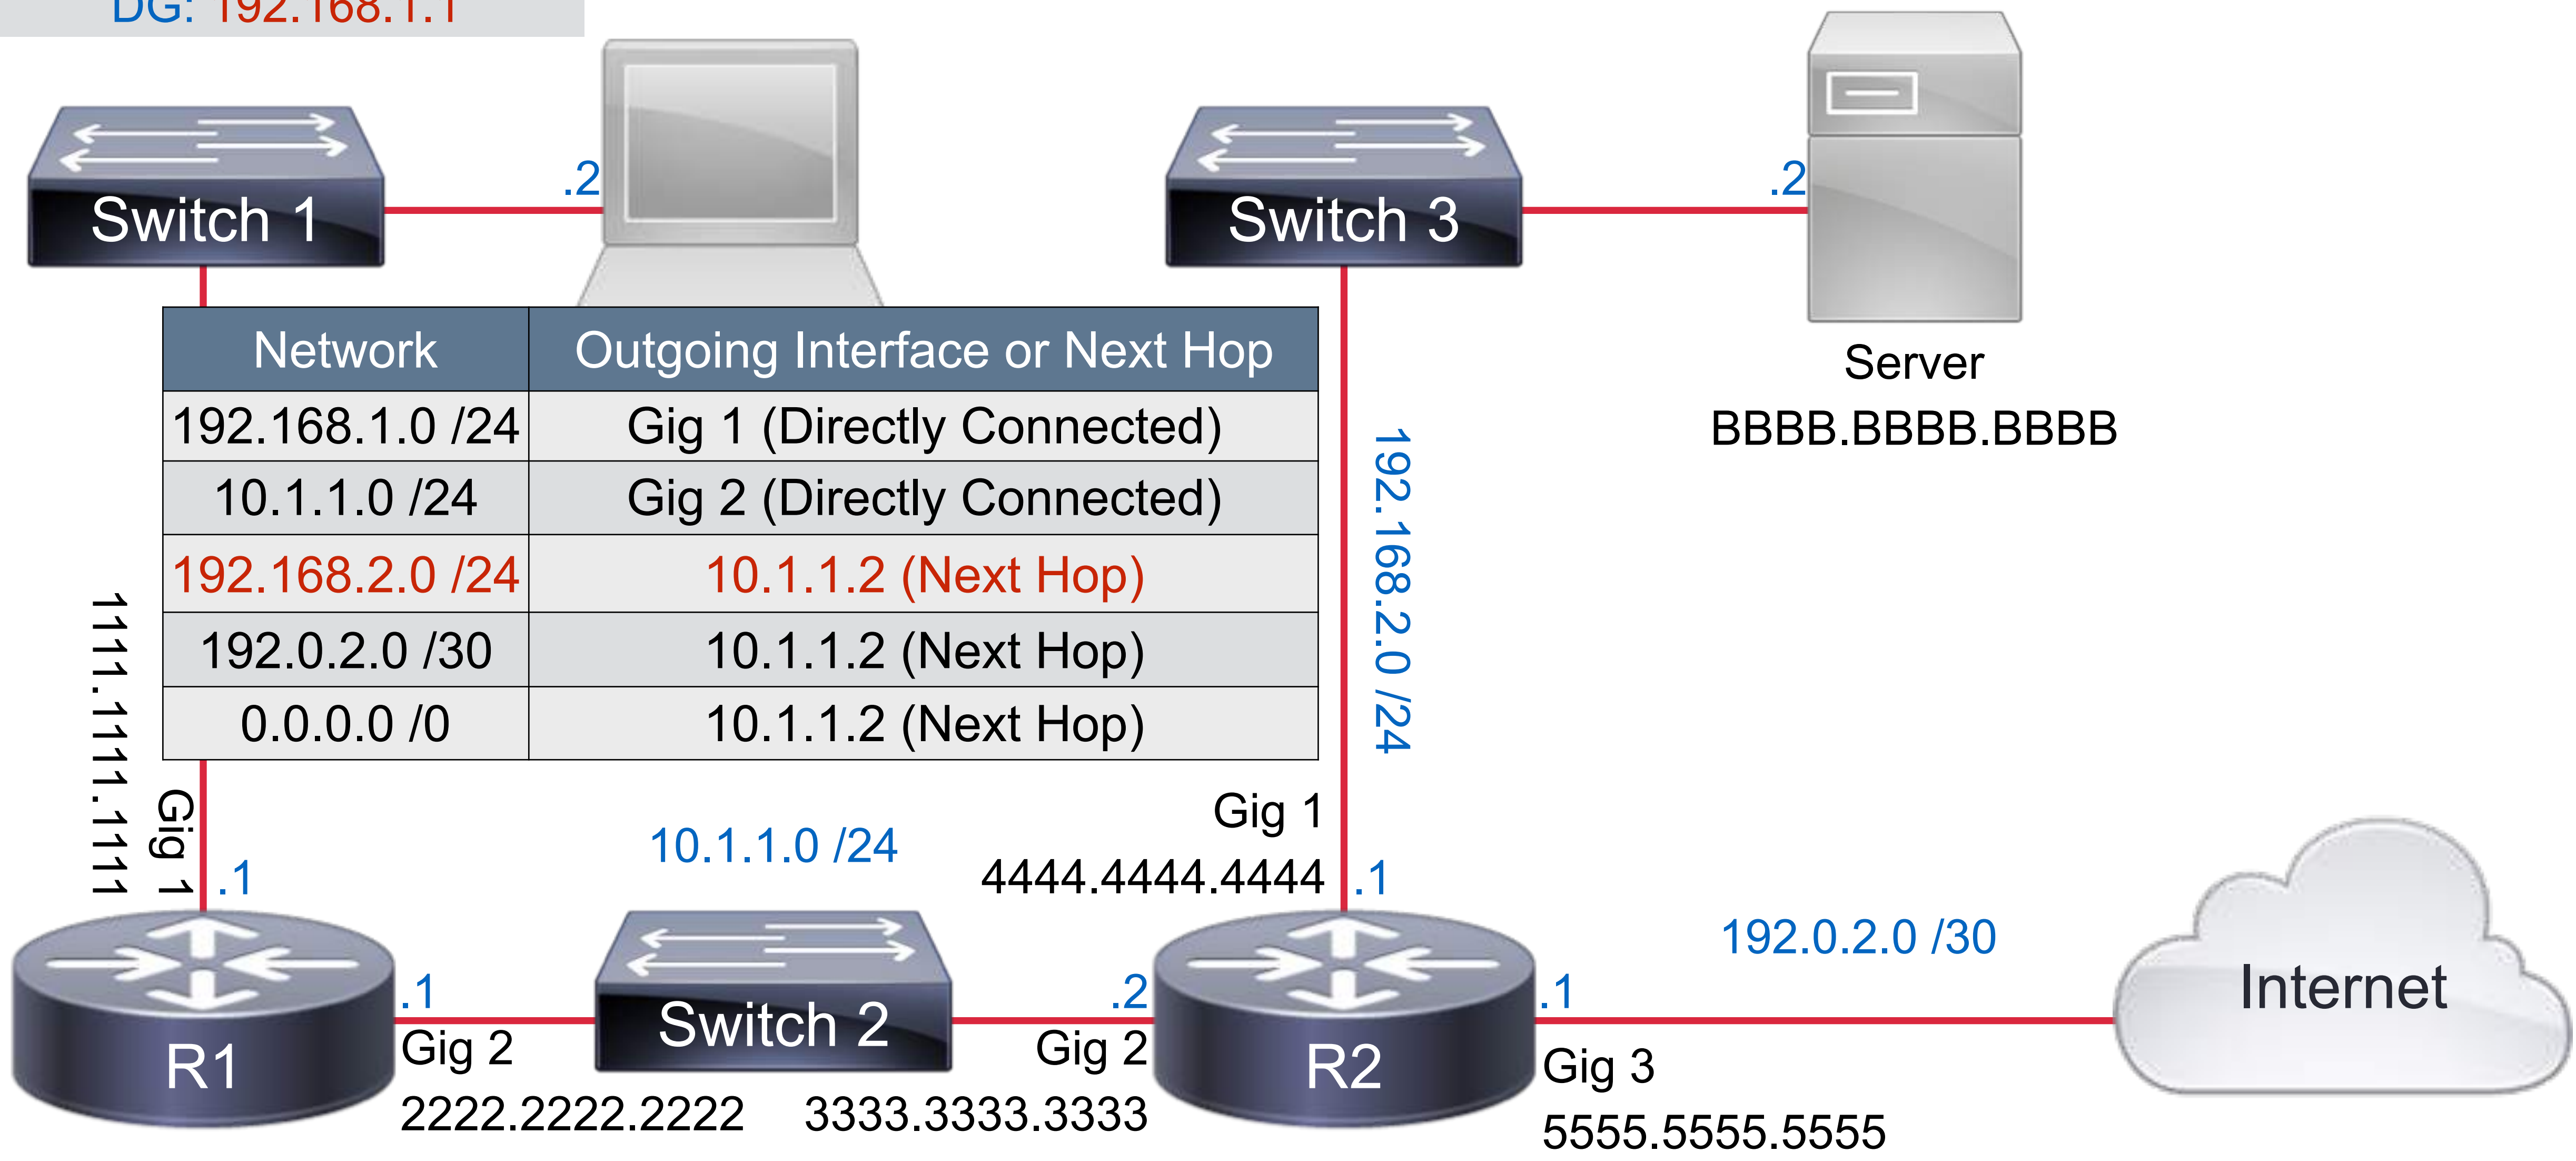 DG: 192.168.1.1
Switch 1
.2
Switch 3
.2
Server
BBBB.BBBB.BBBB
Network Outgoing Interface or Next Hop
192.168.1.0 /24 Gig 1 (Directly Connected)
10.1.1.0 /24 Gig 2 (Directly Connected)
192.168.2.0 /24 10.1.1.2 (Next Hop)
192.0.2.0 /30 10.1.1.2 (Next Hop)
0.0.0.0 /0 10.1.1.2 (Next Hop)
192.168.2.0 /24
1111.1111.1111
Gig 1
.1
10.1.1.0 /24
Gig 1
4444.4444.4444
.1
R1
.1
Gig 2
2222.2222.2222
Switch 2
.2
Gig 2
3333.3333.3333
R2
.1
Gig 3
5555.5555.5555
192.0.2.0 /30
Internet